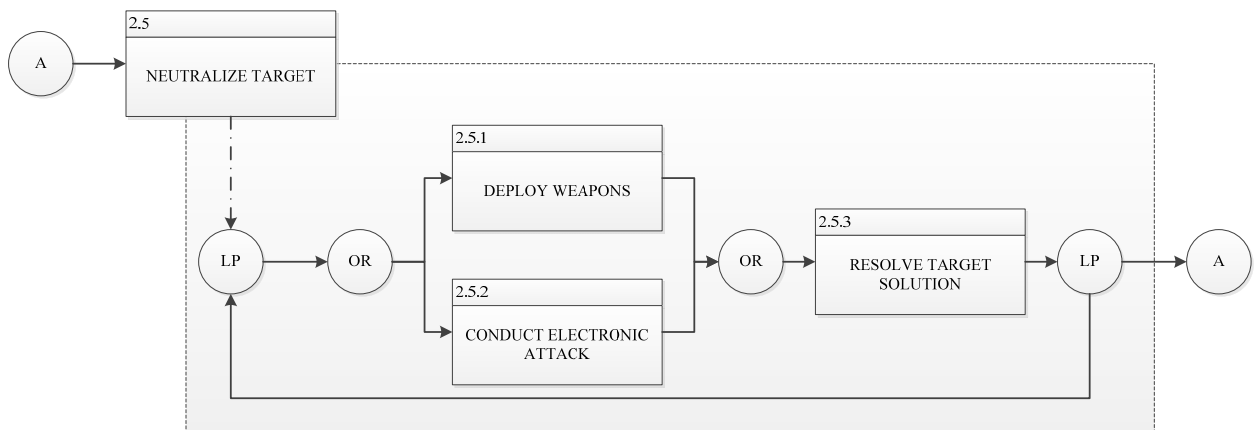 2.5
A
NEUTRALIZE TARGET
2.5.1
DEPLOY WEAPONS
2.5.3
LP
OR
OR
RESOLVE TARGET
SOLUTION
LP
A
2.5.2
CONDUCT ELECTRONIC
ATTACK